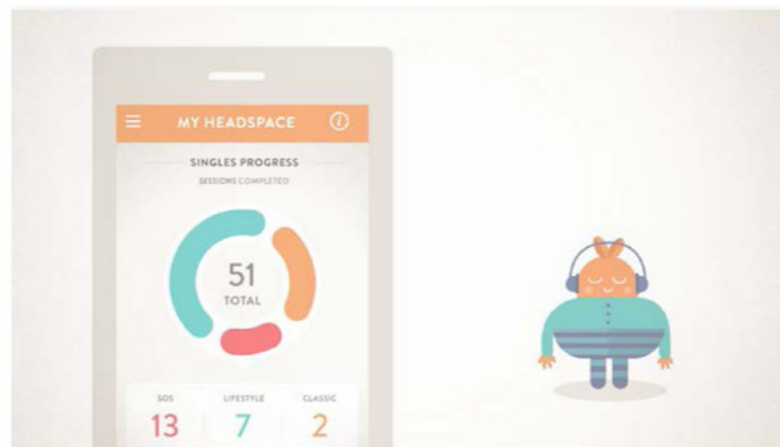 MY HEADSPACE
SINGLES PROGRESS
SESSIONS COMPLETED
51
TOTAL
SOS LIFESTYLE CLASSIC
13 7 2